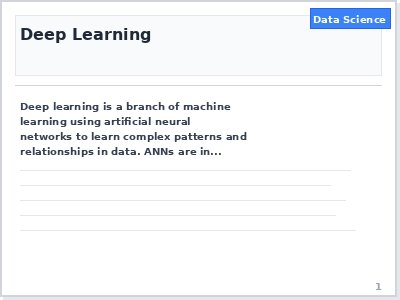 Data Science
Deep Learning
Deep learning is a branch of machine
learning using artificial neural
networks to learn complex patterns and
relationships in data. ANNs are in...
1